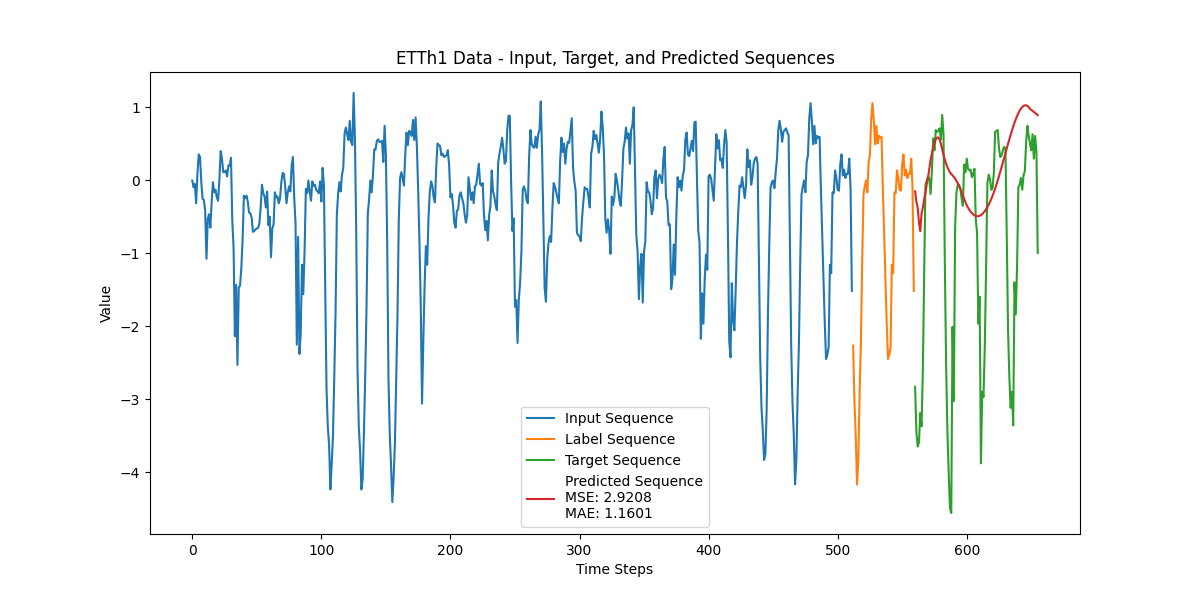 ETTh1 Data - Input, Target, and Predicted Sequences
Value
1
0
−1
−2
−3
−4
Input Sequence
Label Sequence
Target Sequence
Predicted Sequence
MSE: 2.9208
MAE: 1.1601
0 100 200 300 400 500 600
Time Steps